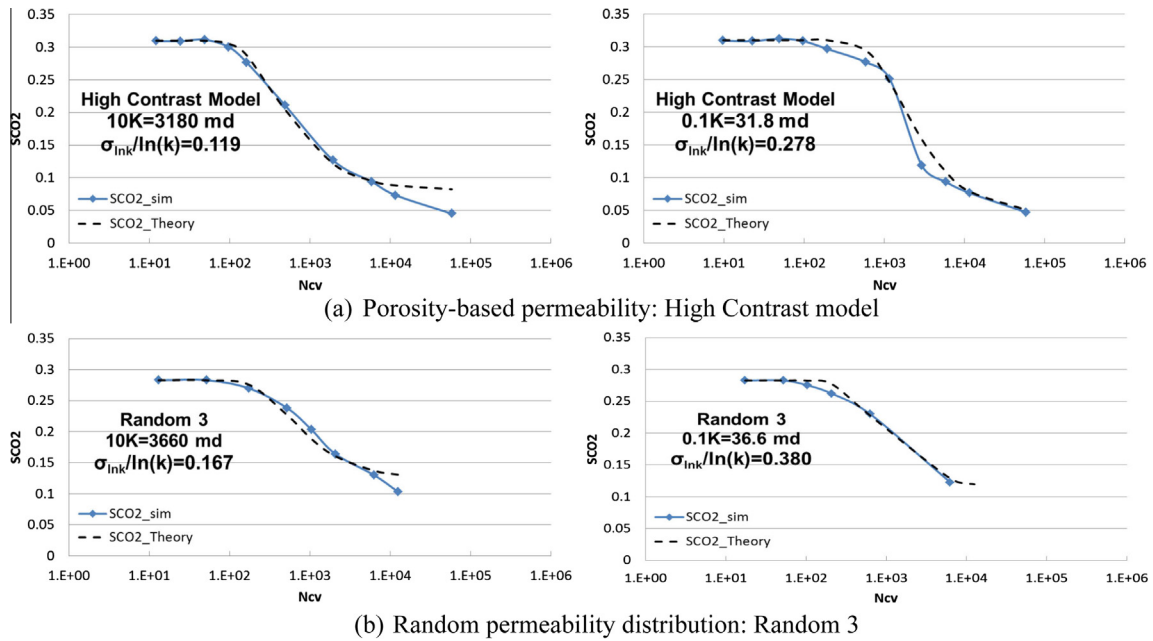 0.35
0.3
0.25
0.2
0.15
0.1
0.05
0
SCO2
High Contrast Model
10K=3180 md
σlnk/ln(k)=0.119
SCO2_sim
SCO2_Theory
1.E+00 1.E+01 1.E+02 1.E+03 1.E+04 1.E+05 1.E+06
Ncv
0.35
0.3
0.25
0.2
0.15
0.1
0.05
0
SCO2
High Contrast Model
0.1K=31.8 md
σlnk/ln(k)=0.278
SCO2_sim
SCO2_Theory
1.E+00 1.E+01 1.E+02 1.E+03 1.E+04 1.E+05 1.E+06
Ncv
(a) Porosity-based permeability: High Contrast model
0.35
0.3
0.25
0.2
0.15
0.1
0.05
0
SCO2
Random 3
10K=3660 md
σlnk/ln(k)=0.167
SCO2_sim
SCO2_Theory
1.E+00 1.E+01 1.E+02 1.E+03 1.E+04 1.E+05 1.E+06
Ncv
0.35
0.3
0.25
0.2
0.15
0.1
0.05
0
SCO2
Random 3
0.1K=36.6 md
σlnk/ln(k)=0.380
SCO2_sim
SCO2_Theory
1.E+00 1.E+01 1.E+02 1.E+03 1.E+04 1.E+05 1.E+06
Ncv
(b) Random permeability distribution: Random 3